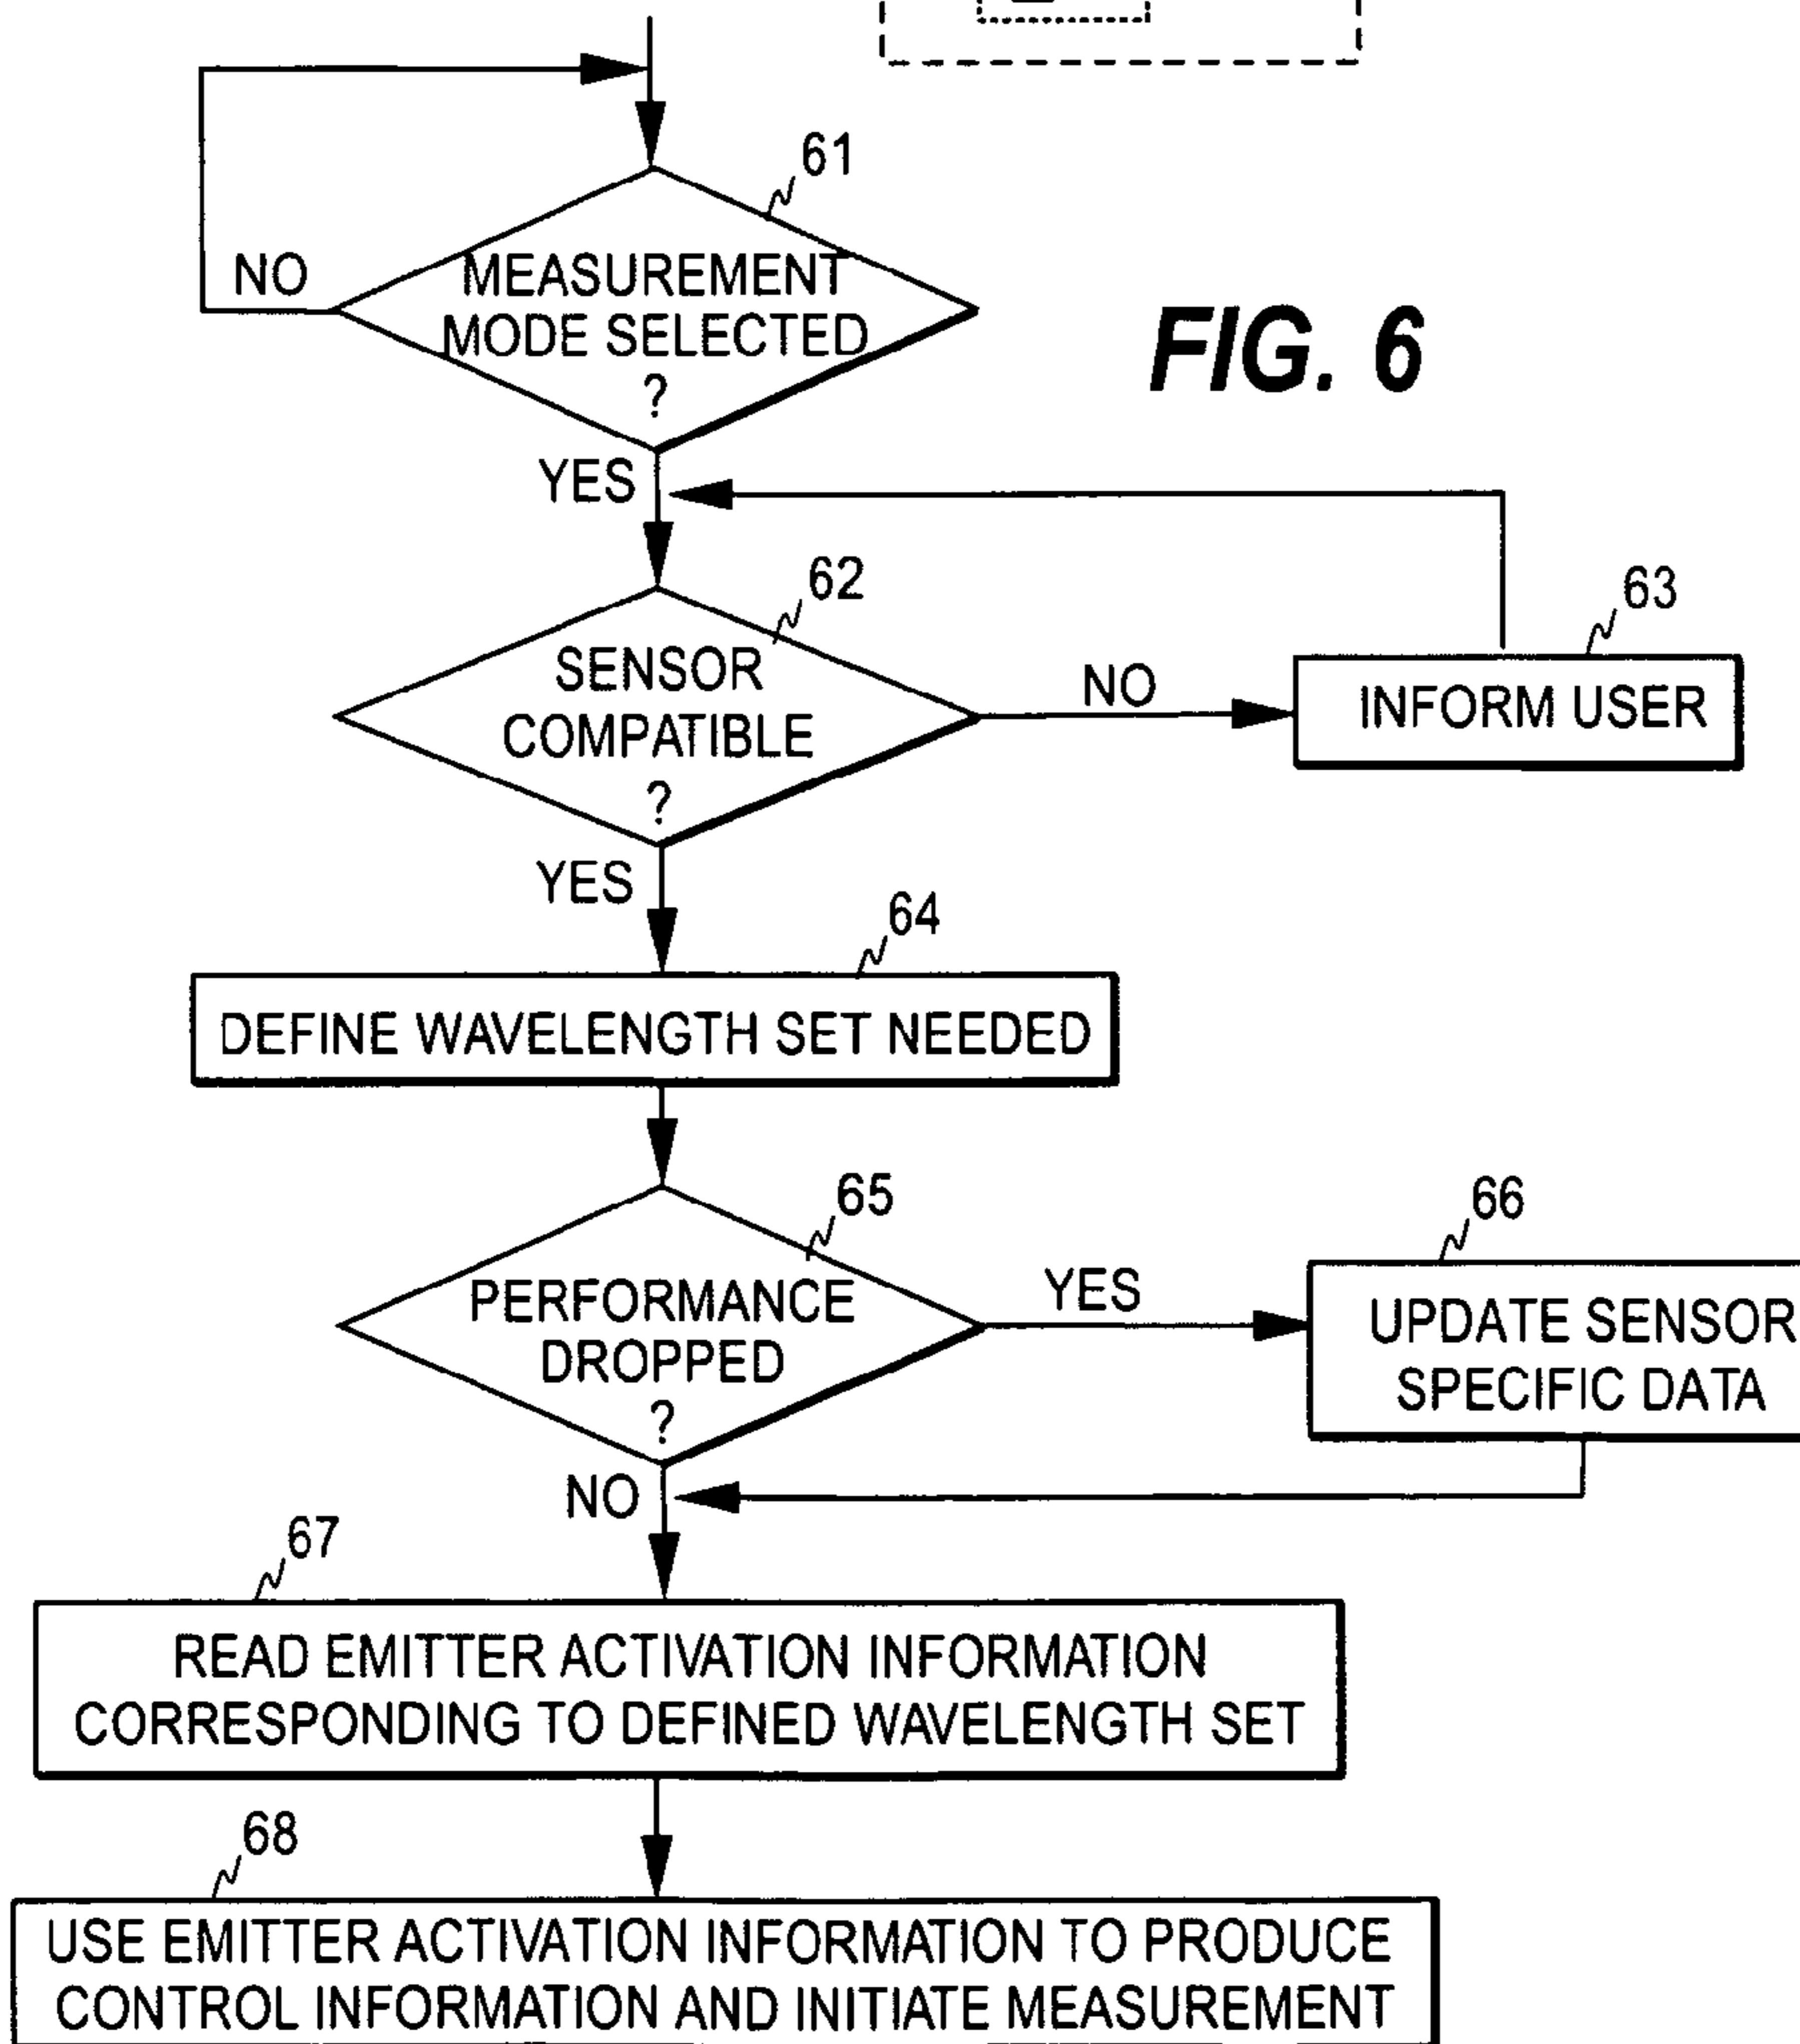 61
NO
MEASUREMENT
MODE SELECTED
?
FIG. 6
YES
62
SENSOR
COMPATIBLE
?
NO
63
INFORM USER
YES
64
DEFINE WAVELENGTH SET NEEDED
65
PERFORMANCE
DROPPED
?
YES
66
UPDATE SENSOR
SPECIFIC DATA
NO
67
READ EMITTER ACTIVATION INFORMATION
CORRESPONDING TO DEFINED WAVELENGTH SET
68
USE EMITTER ACTIVATION INFORMATION TO PRODUCE
CONTROL INFORMATION AND INITIATE MEASUREMENT